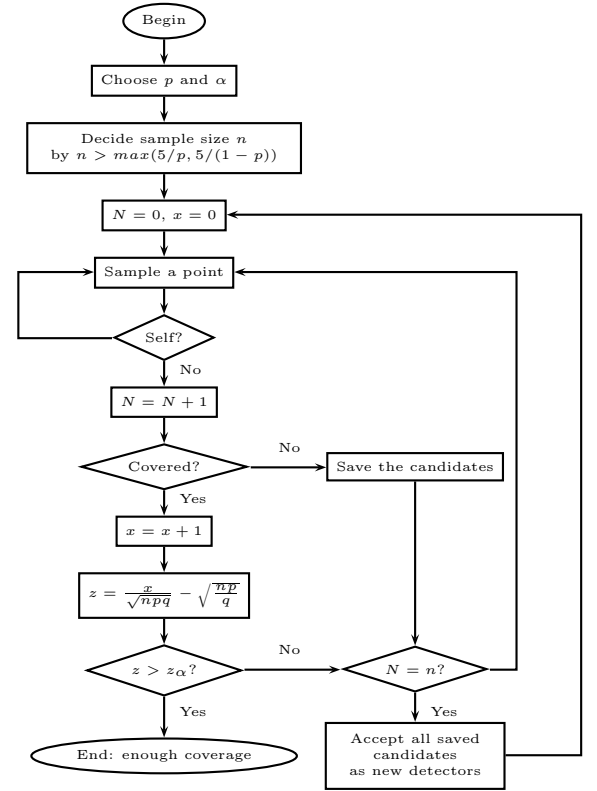 Begin
Choose p and α
Decide sample size n
by n > max(5/p, 5/(1 − p))
N = 0, x = 0
Sample a point
Self?
No
N = N + 1
Covered?
No
Save the candidates
Yes
x = x + 1
z = x/√npq − √np/q
z > zα?
No
N = n?
Yes
Yes
End: enough coverage
Accept all saved
candidates
as new detectors